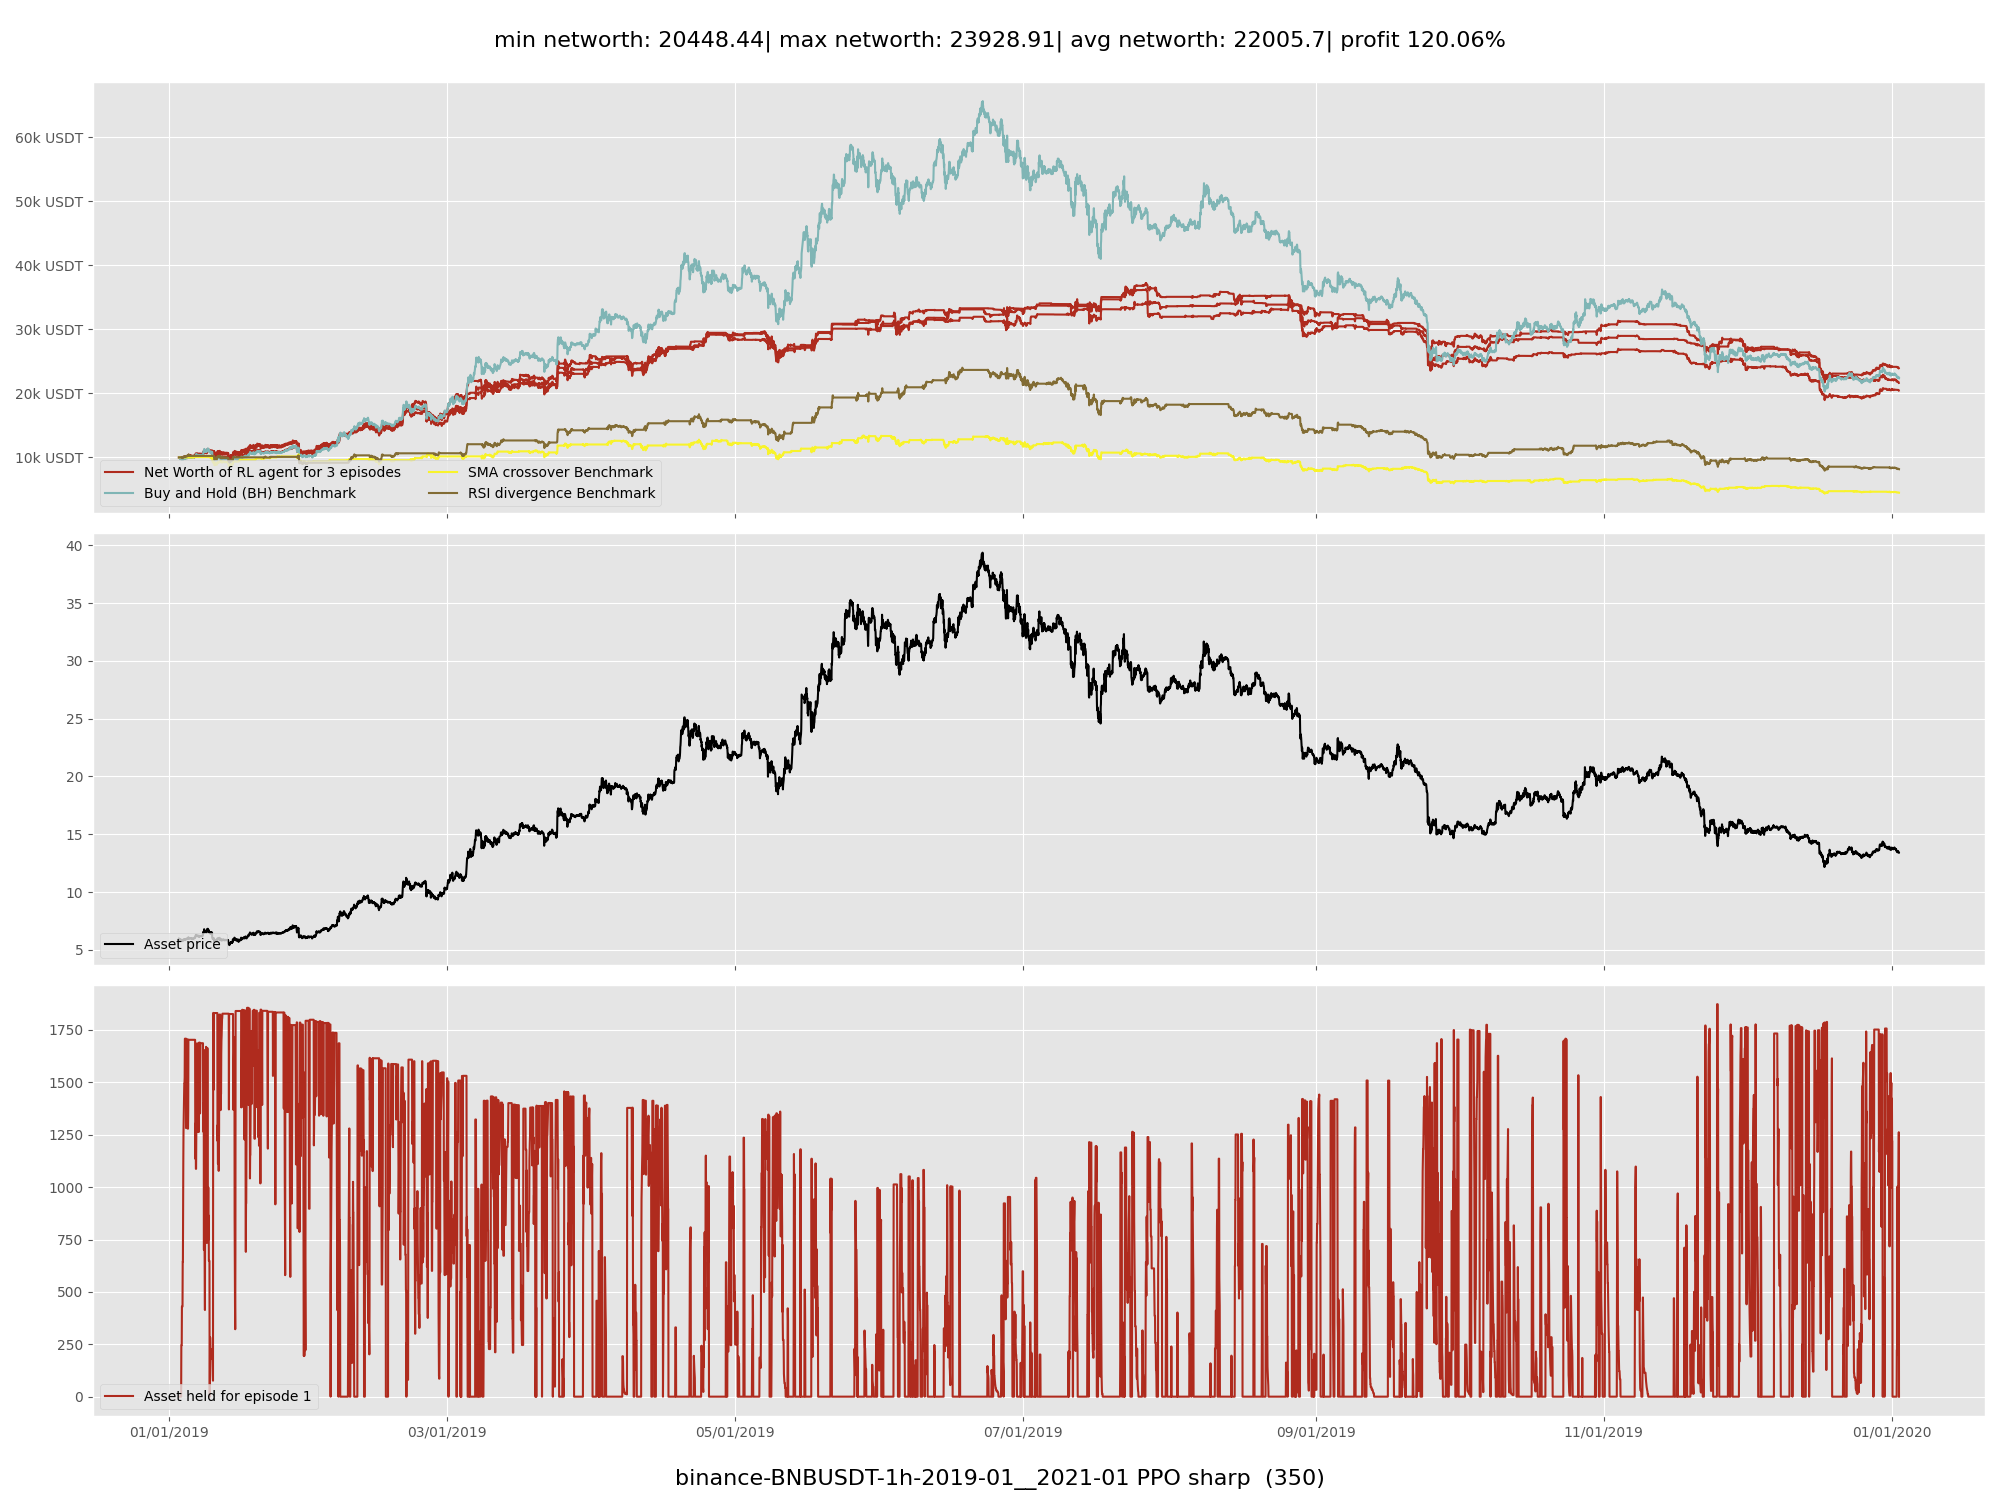 min networth: 20448.44| max networth: 23928.91| avg networth: 22005.7| profit 120.06%
60k USDT
50k USDT
40k USDT
30k USDT
20k USDT
10k USDT
Net Worth of RL agent for 3 episodes
Buy and Hold (BH) Benchmark
SMA crossover Benchmark
RSI divergence Benchmark
40
35
30
25
20
15
10
5
Asset price
1750
1500
1250
1000
750
500
250
0
Asset held for episode 1
01/01/2019
03/01/2019
05/01/2019
07/01/2019
09/01/2019
11/01/2019
01/01/2020
binance-BNBUSDT-1h-2019-01__2021-01 PPO sharp  (350)